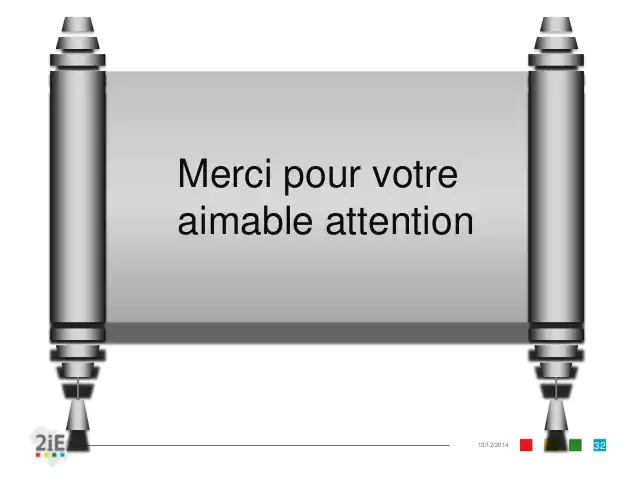 Merci pour votre
aimable attention
2iE
13/12/2014
32